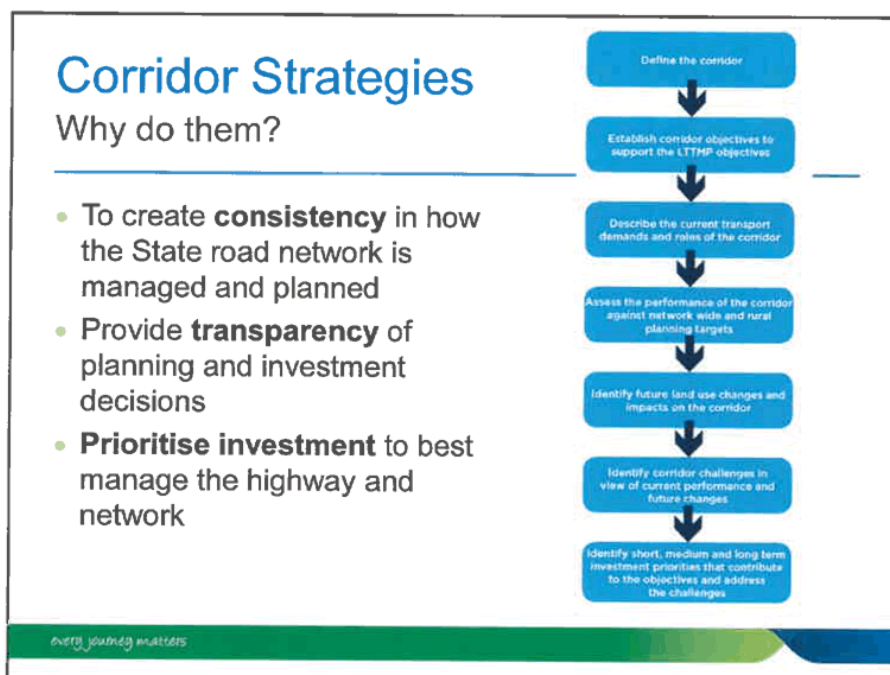 Corridor Strategies
Why do them?
• To create consistency in how
the State road network is
managed and planned
• Provide transparency of
planning and investment
decisions
• Prioritise investment to best
manage the highway and
network
Define the corridor
Establish corridor objectives to
support the LTTMP objectives
Describe the current transport
demands and roles of the corridor
Assess the performance of the corridor
against network wide and rural
planning targets
Identify future land use changes and
impacts on the corridor
Identify corridor challenges in
view of current performance and
future changes
Identify short, medium and long term
investment priorities that contribute
to the objectives and address
the challenges
every journey matters